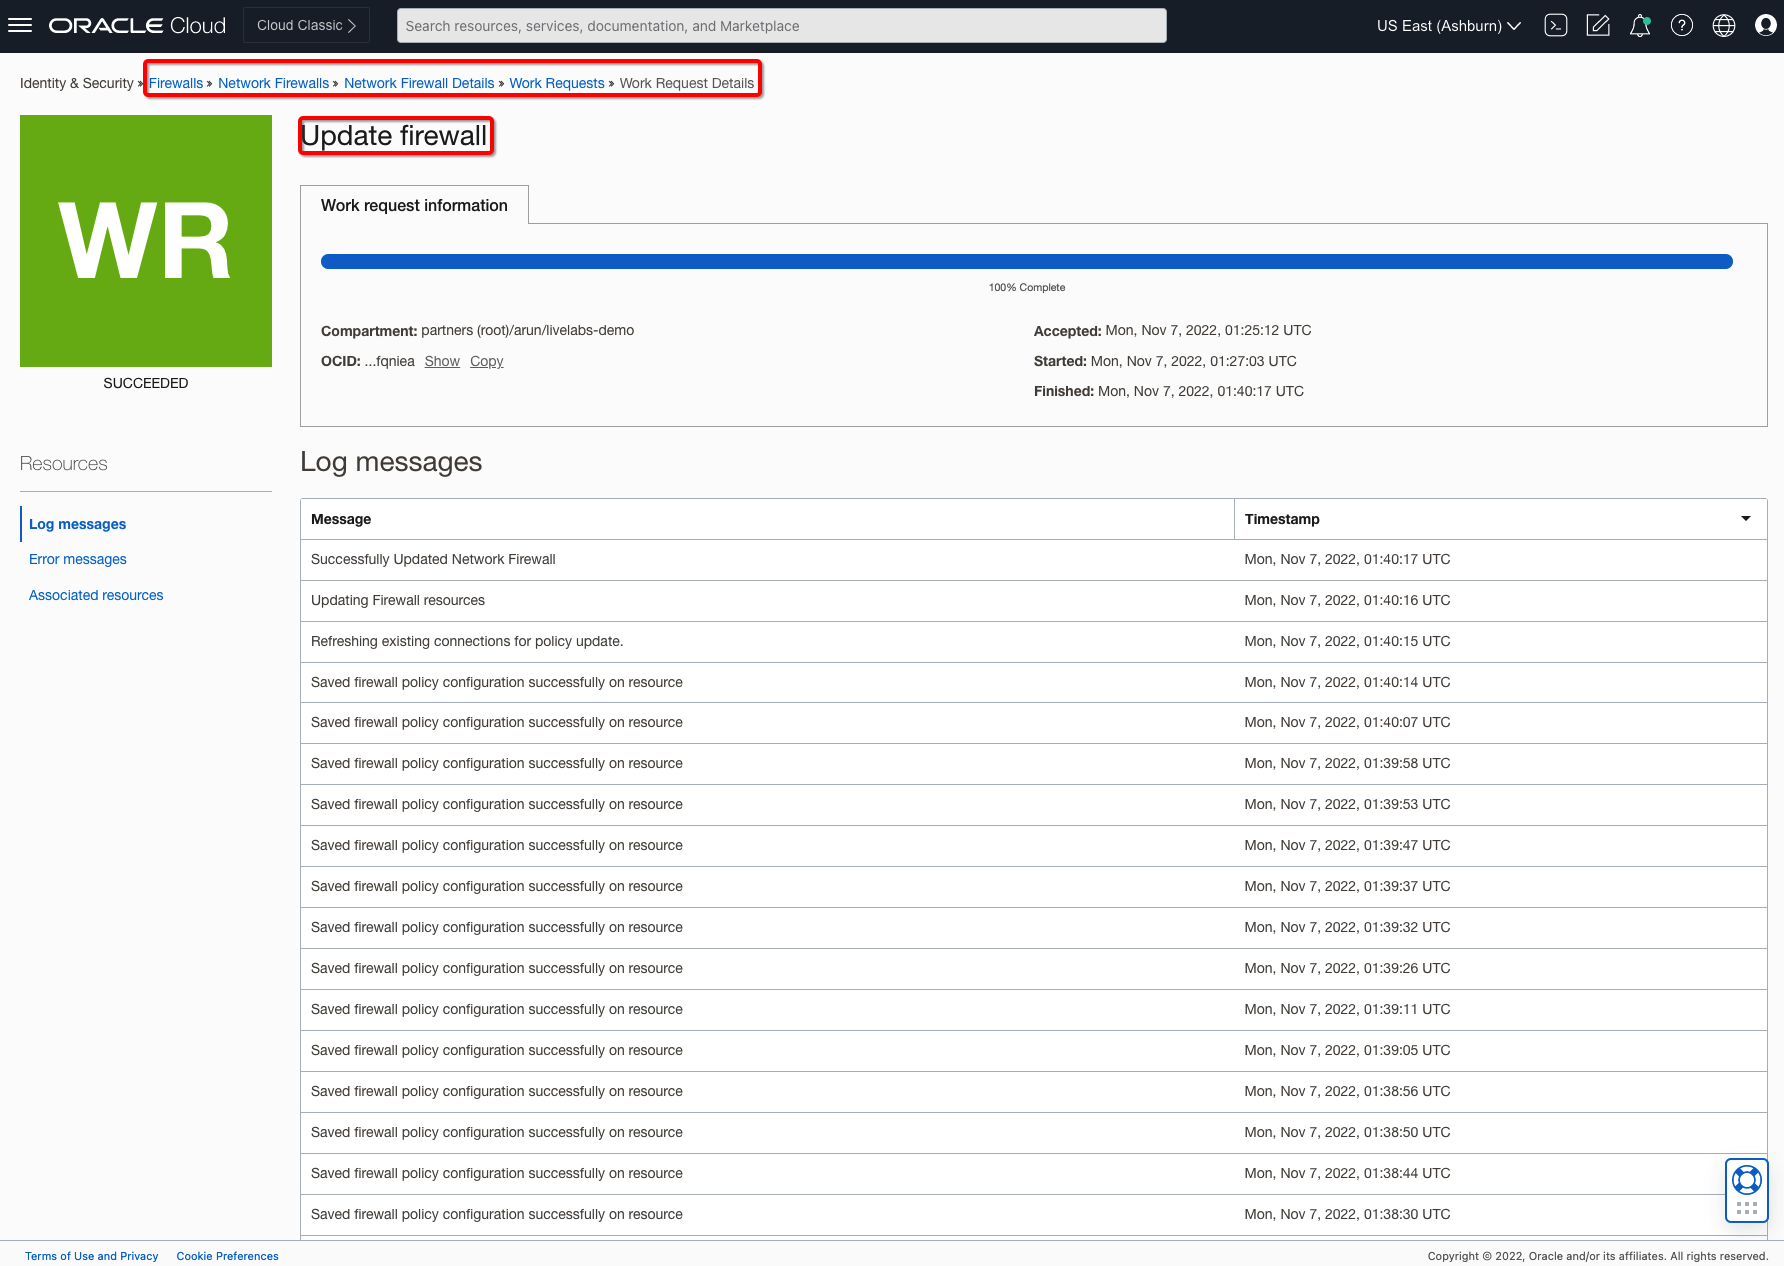 ORACLE Cloud
Cloud Classic
Search resources, services, documentation, and Marketplace
US East (Ashburn)
Identity & Security » Firewalls » Network Firewalls » Network Firewall Details » Work Requests » Work Request Details
WR
SUCCEEDED
Update firewall
Work request information
100% Complete
Compartment: partners (root)/arun/livelabs-demo
OCID: ...fqniea Show Copy
Accepted: Mon, Nov 7, 2022, 01:25:12 UTC
Started: Mon, Nov 7, 2022, 01:27:03 UTC
Finished: Mon, Nov 7, 2022, 01:40:17 UTC
Resources
Log messages
Error messages
Associated resources
Log messages
Message Timestamp
Successfully Updated Network Firewall Mon, Nov 7, 2022, 01:40:17 UTC
Updating Firewall resources Mon, Nov 7, 2022, 01:40:16 UTC
Refreshing existing connections for policy update. Mon, Nov 7, 2022, 01:40:15 UTC
Saved firewall policy configuration successfully on resource Mon, Nov 7, 2022, 01:40:14 UTC
Saved firewall policy configuration successfully on resource Mon, Nov 7, 2022, 01:40:07 UTC
Saved firewall policy configuration successfully on resource Mon, Nov 7, 2022, 01:39:58 UTC
Saved firewall policy configuration successfully on resource Mon, Nov 7, 2022, 01:39:53 UTC
Saved firewall policy configuration successfully on resource Mon, Nov 7, 2022, 01:39:47 UTC
Saved firewall policy configuration successfully on resource Mon, Nov 7, 2022, 01:39:37 UTC
Saved firewall policy configuration successfully on resource Mon, Nov 7, 2022, 01:39:32 UTC
Saved firewall policy configuration successfully on resource Mon, Nov 7, 2022, 01:39:26 UTC
Saved firewall policy configuration successfully on resource Mon, Nov 7, 2022, 01:39:11 UTC
Saved firewall policy configuration successfully on resource Mon, Nov 7, 2022, 01:39:05 UTC
Saved firewall policy configuration successfully on resource Mon, Nov 7, 2022, 01:38:56 UTC
Saved firewall policy configuration successfully on resource Mon, Nov 7, 2022, 01:38:50 UTC
Saved firewall policy configuration successfully on resource Mon, Nov 7, 2022, 01:38:44 UTC
Saved firewall policy configuration successfully on resource Mon, Nov 7, 2022, 01:38:30 UTC
Terms of Use and Privacy Cookie Preferences
Copyright © 2022, Oracle and/or its affiliates. All rights reserved.